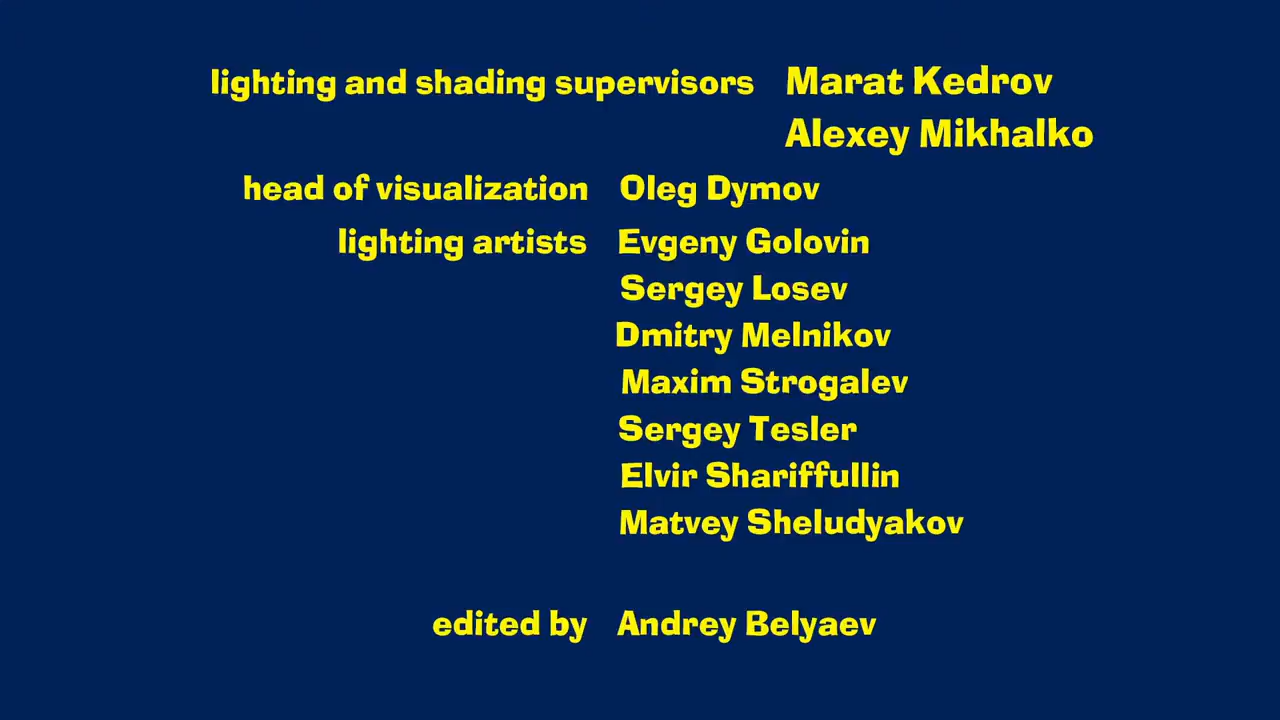 lighting and shading supervisors Marat Kedrov
Alexey Mikhalko
head of visualization Oleg Dymov
lighting artists Evgeny Golovin
Sergey Losev
Dmitry Melnikov
Maxim Strogalev
Sergey Tesler
Elvir Shariffullin
Matvey Sheludyakov
edited by Andrey Belyaev